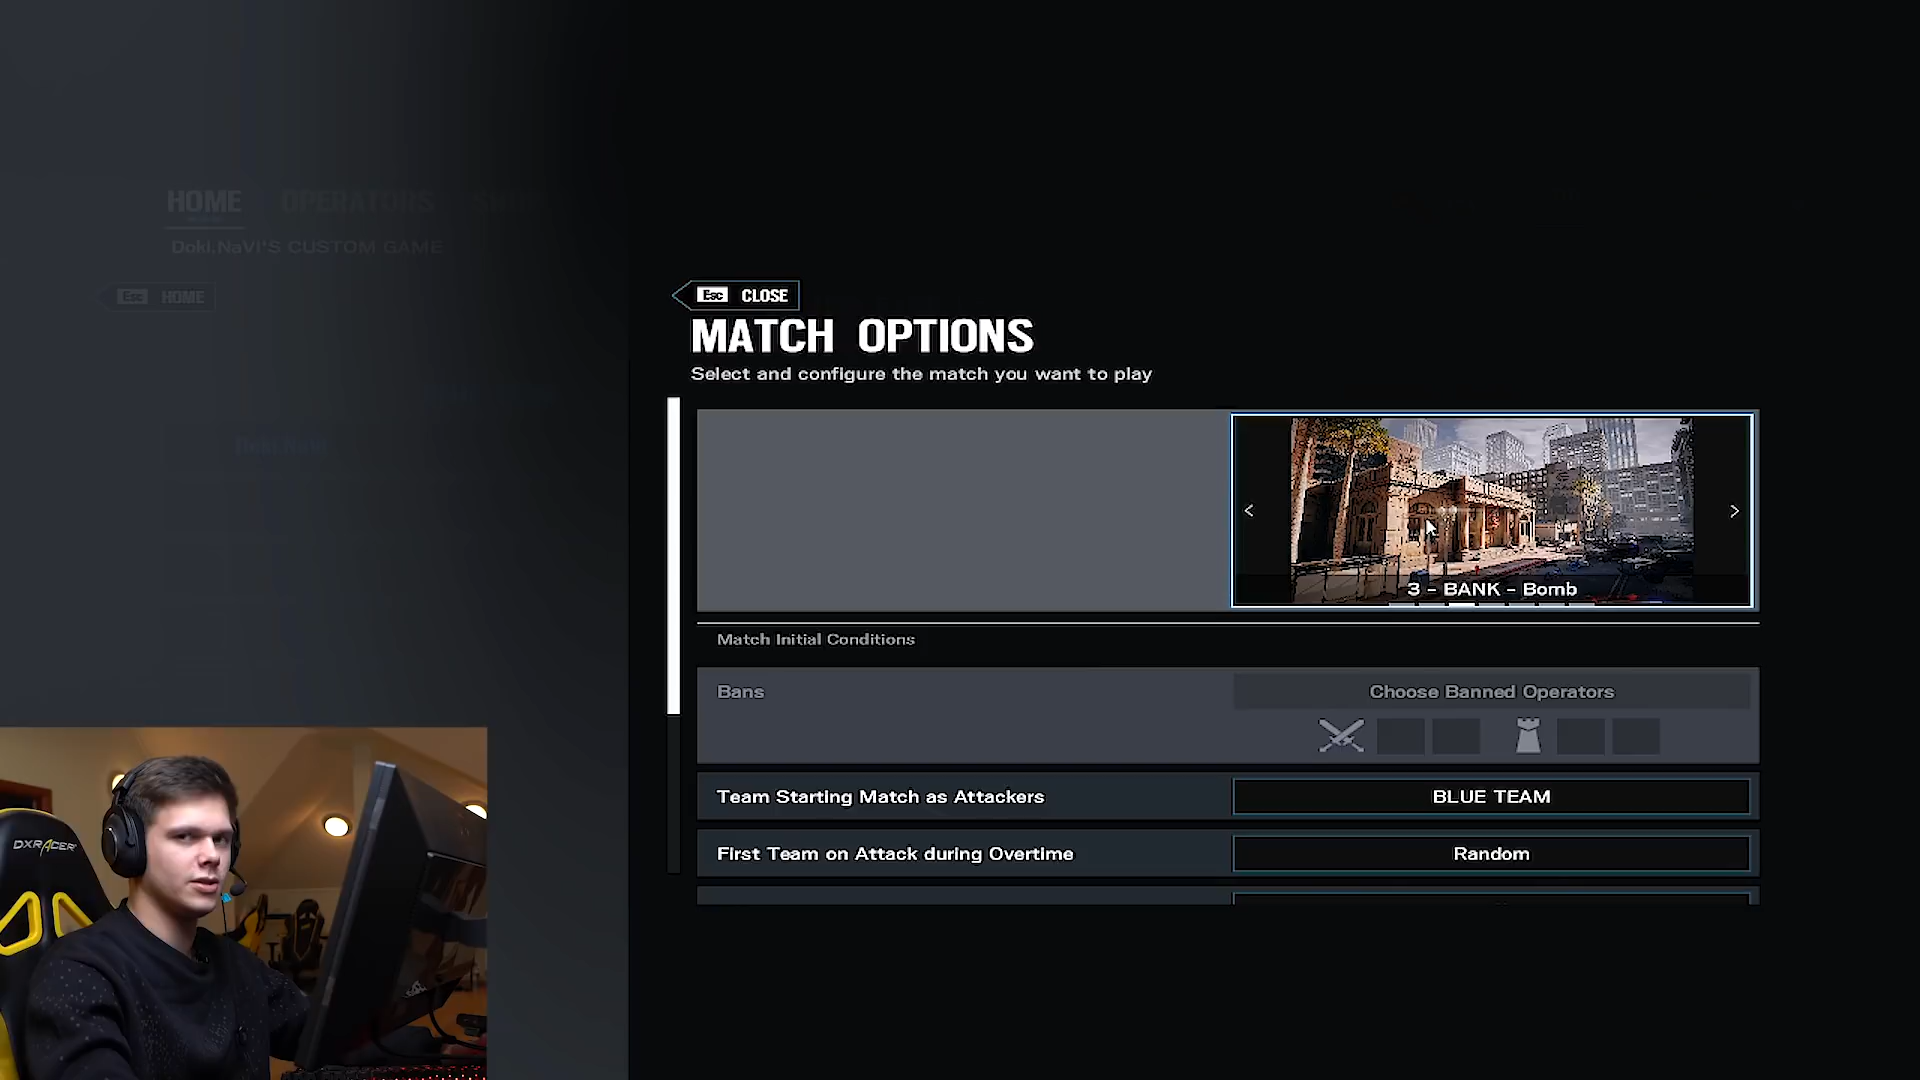 HOME OPERATORS
Doki.NaVi'S CUSTOM GAME
Esc HOME
Esc CLOSE
MATCH OPTIONS
Select and configure the match you want to play
<
>
3 - BANK - Bomb
Match Initial Conditions
Bans
Choose Banned Operators
Team Starting Match as Attackers
BLUE TEAM
First Team on Attack during Overtime
Random
DXRACER